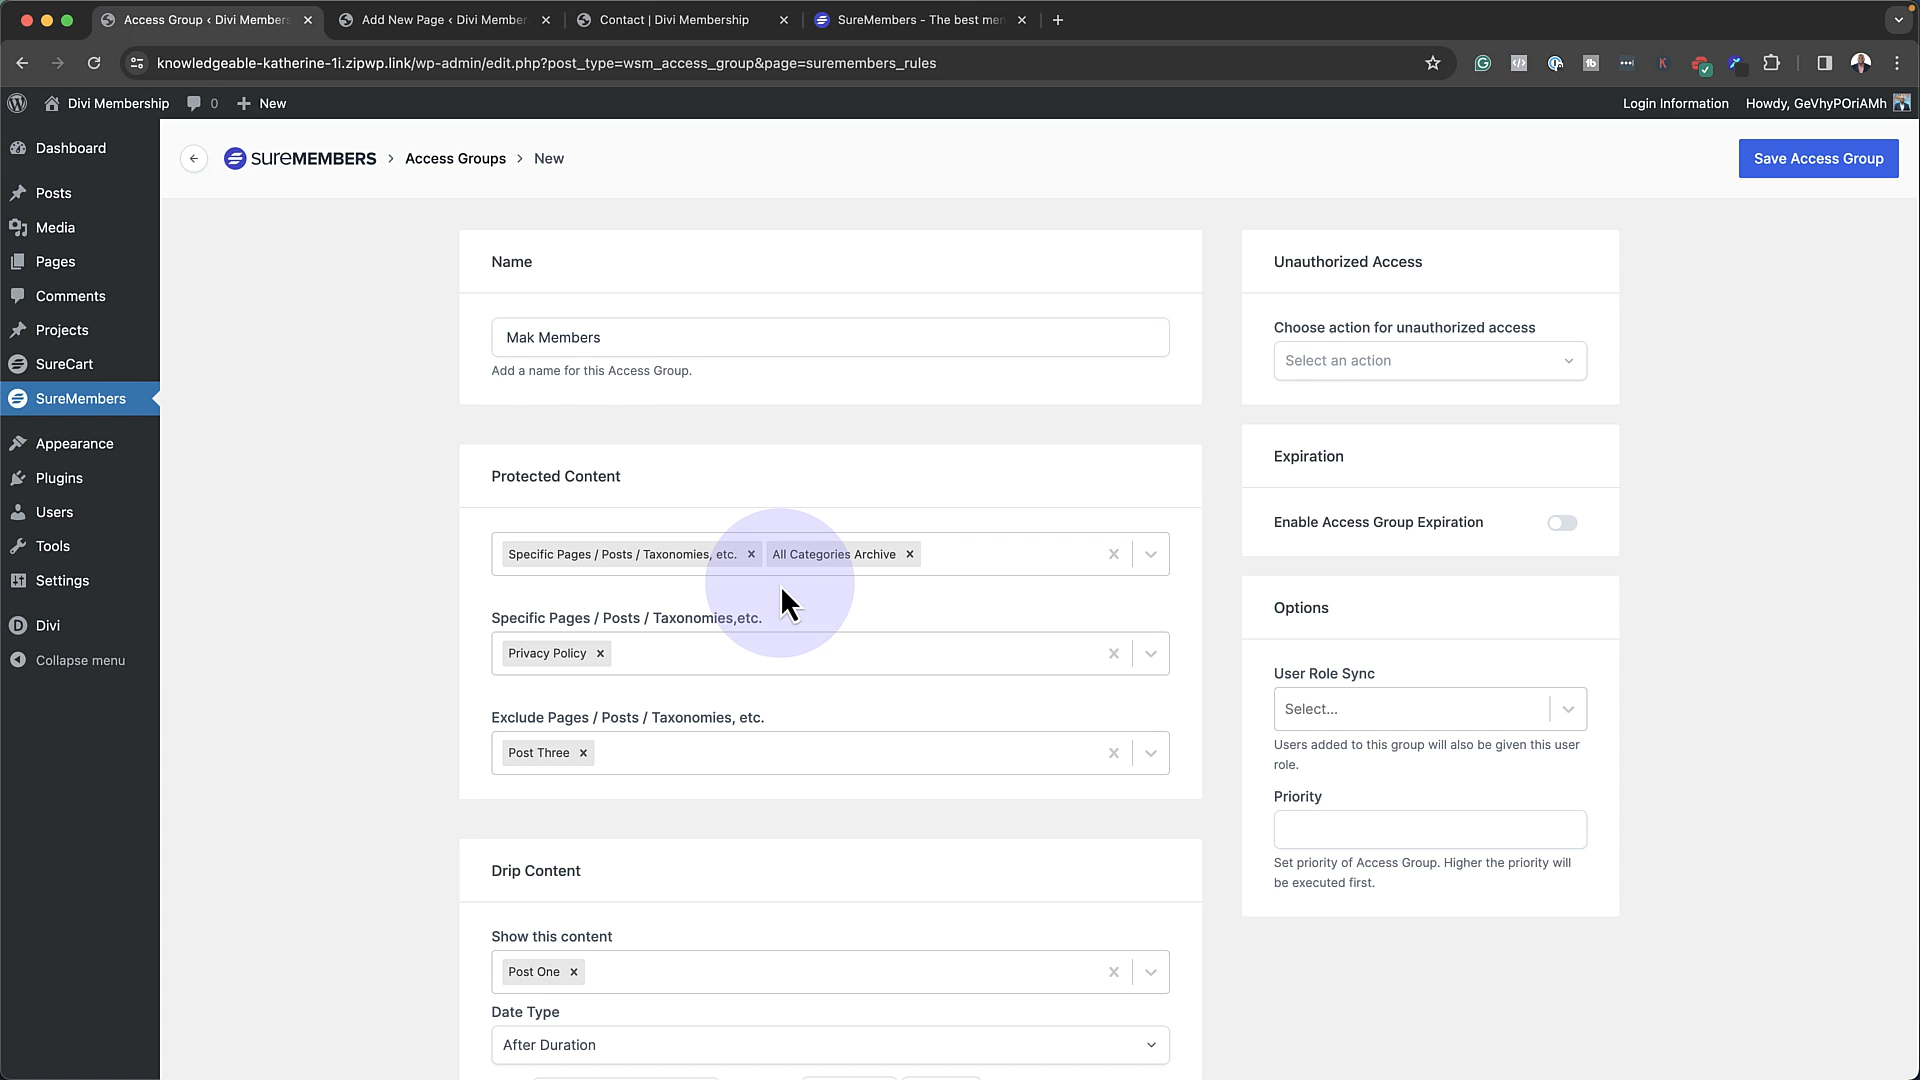 Access Group ‹ Divi Members
Add New Page ‹ Divi Member
Contact | Divi Membership
SureMembers - The best mem
knowledgeable-katherine-1i.zipwp.link/wp-admin/edit.php?post_type=wsm_access_group&page=suremembers_rules
Divi Membership
0
New
Login Information
Howdy, GeVhyPOriAMh
Dashboard
Posts
Media
Pages
Comments
Projects
SureCart
SureMembers
Appearance
Plugins
Users
Tools
Settings
Divi
Collapse menu
sureMEMBERS
Access Groups
New
Save Access Group
Name
Mak Members
Add a name for this Access Group.
Protected Content
Specific Pages / Posts / Taxonomies, etc.
All Categories Archive
Specific Pages / Posts / Taxonomies,etc.
Privacy Policy
Exclude Pages / Posts / Taxonomies, etc.
Post Three
Drip Content
Show this content
Post One
Date Type
After Duration
Unauthorized Access
Choose action for unauthorized access
Select an action
Expiration
Enable Access Group Expiration
Options
User Role Sync
Select...
Users added to this group will also be given this user
role.
Priority
Set priority of Access Group. Higher the priority will
be executed first.